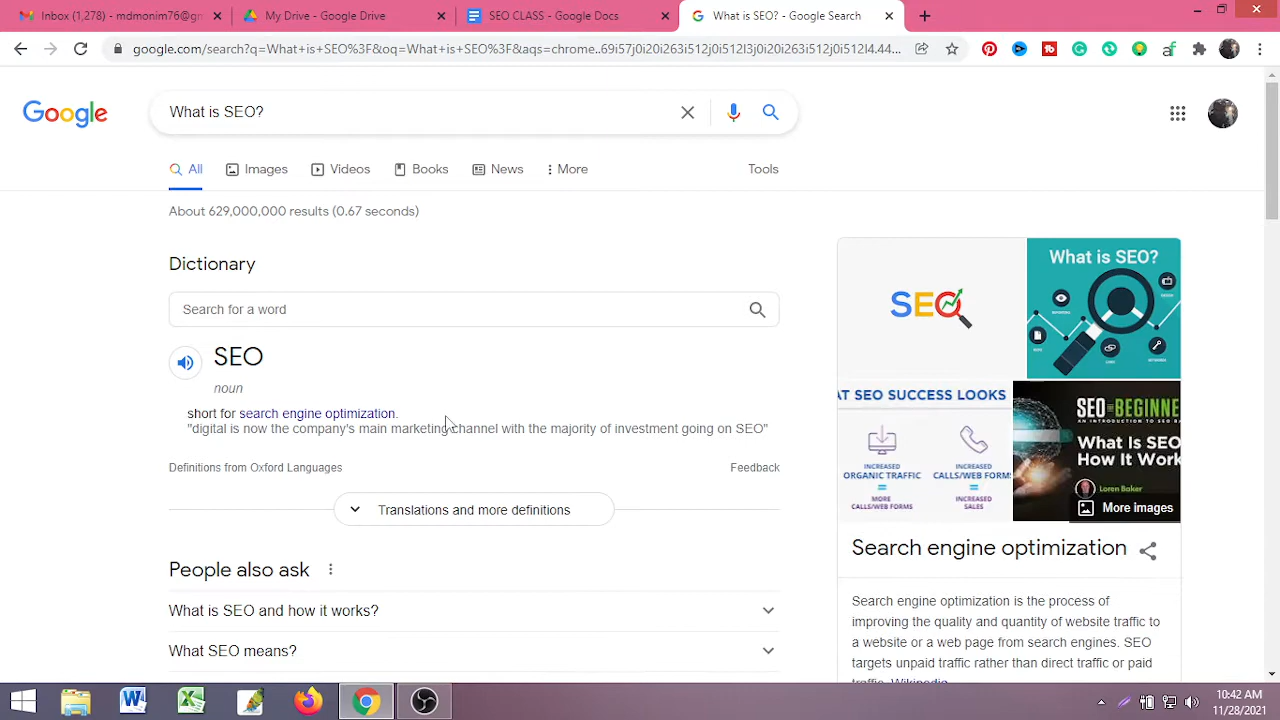 Inbox (1,278) - mdmonim76@gr
My Drive - Google Drive
SEO CLASS - Google Docs
What is SEO? - Google Search
google.com/search?q=What+is+SEO%3F&oq=What+is+SEO%3F&aqs=chrome..69i57j0i20i263i512j0i512l3j0i20i263i512j0i512l4.44...
Google
What is SEO?
All
Images
Videos
Books
News
More
Tools
About 629,000,000 results (0.67 seconds)
Dictionary
Search for a word
SEO
noun
short for search engine optimization.
"digital is now the company's main marketing channel with the majority of investment going on SEO"
Definitions from Oxford Languages
Feedback
Translations and more definitions
People also ask
What is SEO and how it works?
What SEO means?
SEO
What is SEO?
AT SEO SUCCESS LOOKS
INCREASED
ORGANIC TRAFFIC
=
MORE
CALLS/WEB FORMS
INCREASED
CALLS/WEB FORMS
=
INCREASED
SALES
SEO
BEGINNE
AN INTRODUCTION TO SEO BA
What Is SEO
How It Work
Loren Baker
More images
Search engine optimization
Search engine optimization is the process of
improving the quality and quantity of website traffic to
a website or a web page from search engines. SEO
targets unpaid traffic rather than direct traffic or paid
traffic. Wikipedia
10:42 AM
11/28/2021